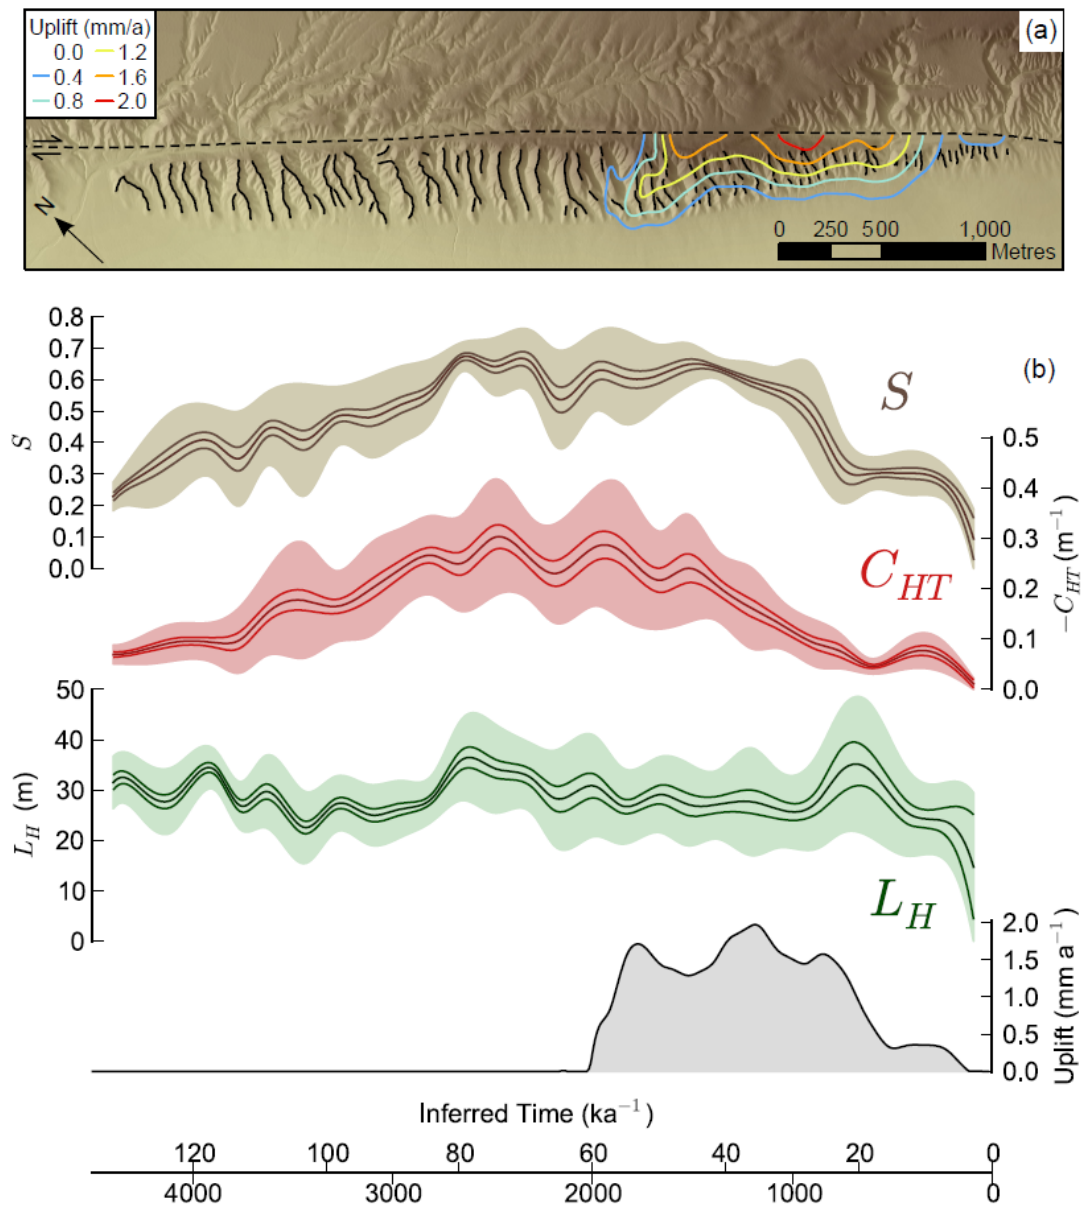 Uplift (mm/a)
0.0 1.2
0.4 1.6
0.8 2.0
(a)
N
0 250 500 1,000
Metres
(b)
0.8
0.7
0.6
0.5
0.4
0.3
0.2
0.1
0.0
S
S
0.5
0.4
0.3
0.2
0.1
0.0
−C_HT (m⁻¹)
C_HT
50
40
30
20
10
0
L_H (m)
L_H
2.0
1.5
1.0
0.5
0.0
Uplift (mm a⁻¹)
Inferred Time (ka⁻¹)
120 100 80 60 40 20 0
4000 3000 2000 1000 0